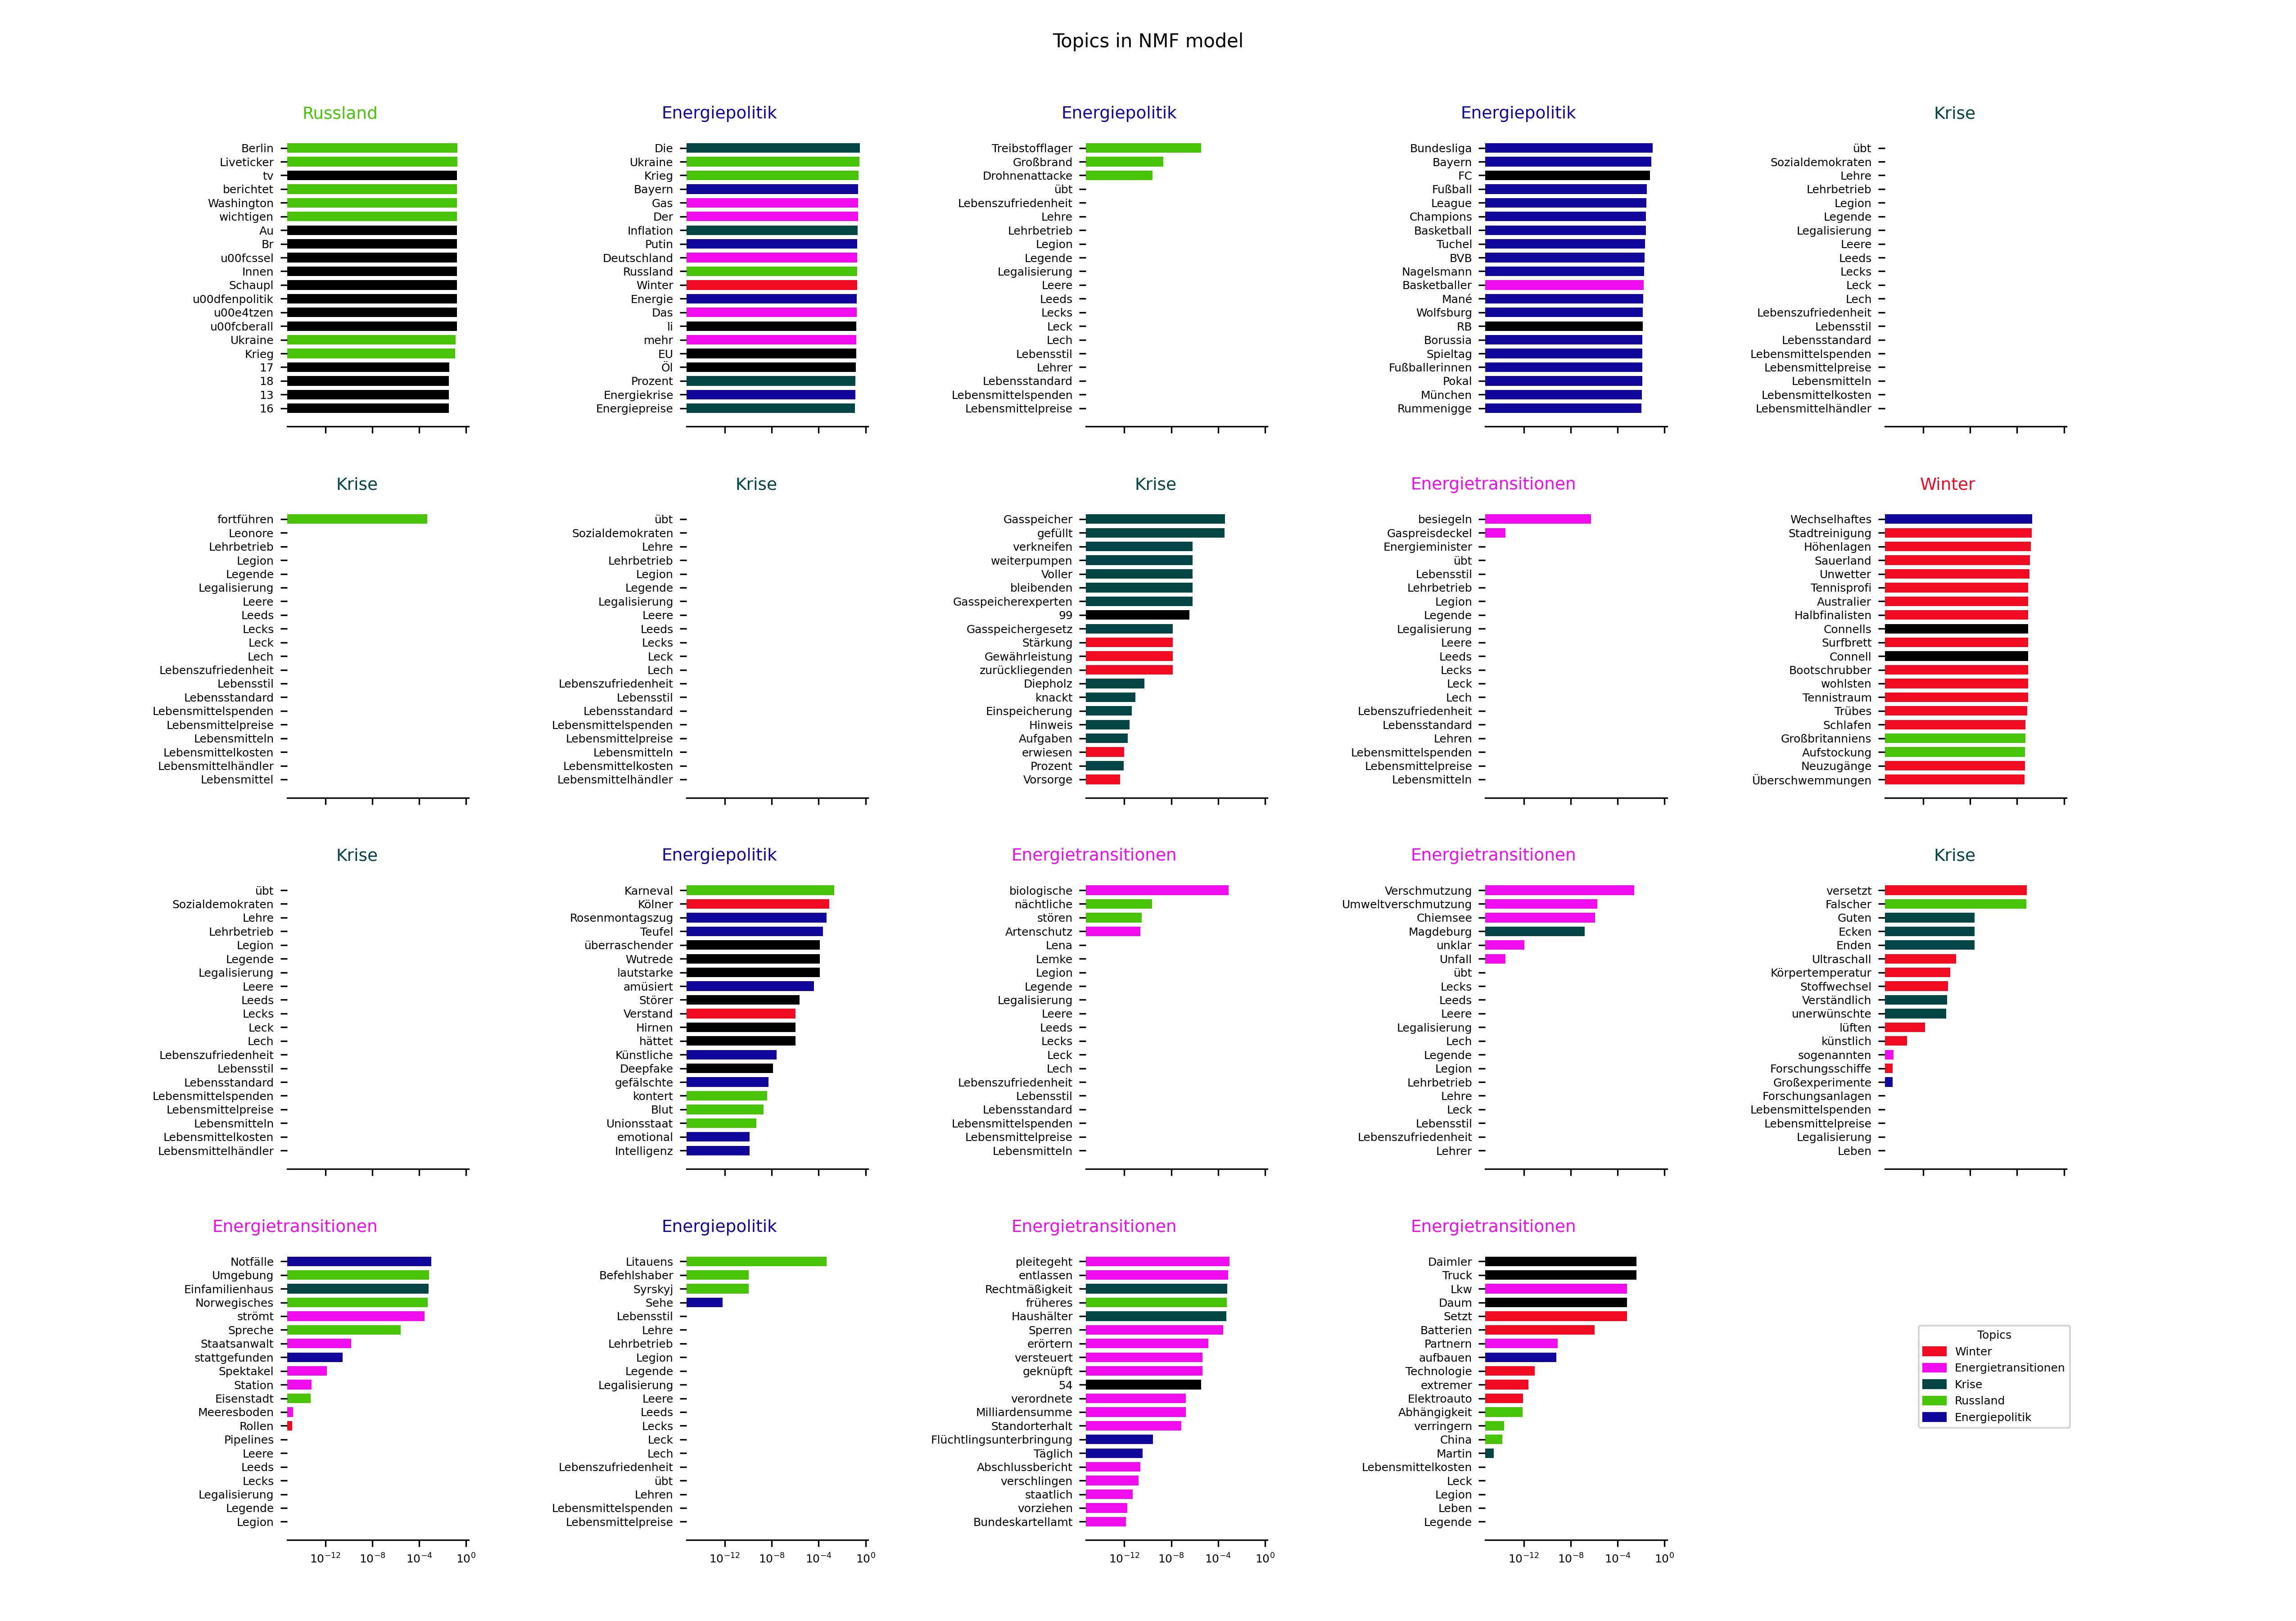 Topics in NMF model
Russland
Berlin
Liveticker
tv
berichtet
Washington
wichtigen
Au
Br
u00fcssel
Innen
Schaupl
u00dfenpolitik
u00e4tzen
u00fcberall
Ukraine
Krieg
17
18
13
16
Energiepolitik
Die
Ukraine
Krieg
Bayern
Gas
Der
Inflation
Putin
Deutschland
Russland
Winter
Energie
Das
li
mehr
EU
Öl
Prozent
Energiekrise
Energiepreise
Energiepolitik
Treibstofflager
Großbrand
Drohnenattacke
übt
Lebenszufriedenheit
Lehre
Lehrbetrieb
Legion
Legende
Legalisierung
Leere
Leeds
Lecks
Leck
Lech
Lebensstil
Lehrer
Lebensstandard
Lebensmittelspenden
Lebensmittelpreise
Energiepolitik
Bundesliga
Bayern
FC
Fußball
League
Champions
Basketball
Tuchel
BVB
Nagelsmann
Basketballer
Mané
Wolfsburg
RB
Borussia
Spieltag
Fußballerinnen
Pokal
München
Rummenigge
Krise
übt
Sozialdemokraten
Lehre
Lehrbetrieb
Legion
Legende
Legalisierung
Leere
Leeds
Lecks
Leck
Lech
Lebenszufriedenheit
Lebensstil
Lebensstandard
Lebensmittelspenden
Lebensmittelpreise
Lebensmitteln
Lebensmittelkosten
Lebensmittelhändler
Krise
fortführen
Leonore
Lehrbetrieb
Legion
Legende
Legalisierung
Leere
Leeds
Lecks
Leck
Lech
Lebenszufriedenheit
Lebensstil
Lebensstandard
Lebensmittelspenden
Lebensmittelpreise
Lebensmitteln
Lebensmittelkosten
Lebensmittelhändler
Lebensmittel
Krise
übt
Sozialdemokraten
Lehre
Lehrbetrieb
Legion
Legende
Legalisierung
Leere
Leeds
Lecks
Leck
Lech
Lebenszufriedenheit
Lebensstil
Lebensstandard
Lebensmittelspenden
Lebensmittelpreise
Lebensmitteln
Lebensmittelkosten
Lebensmittelhändler
Krise
Gasspeicher
gefüllt
verkneifen
weiterpumpen
Voller
bleibenden
Gasspeicherexperten
99
Gasspeichergesetz
Stärkung
Gewährleistung
zurückliegenden
Diepholz
knackt
Einspeicherung
Hinweis
Aufgaben
erwiesen
Prozent
Vorsorge
Energietransitionen
besiegeln
Gaspreisdeckel
Energieminister
übt
Lebensstil
Lehrbetrieb
Legion
Legende
Legalisierung
Leere
Leeds
Lecks
Leck
Lech
Lebenszufriedenheit
Lebensstandard
Lehren
Lebensmittelspenden
Lebensmittelpreise
Lebensmitteln
Winter
Wechselhaftes
Stadtreinigung
Höhenlagen
Sauerland
Unwetter
Tennisprofi
Australier
Halbfinalisten
Connells
Surfbrett
Connell
Bootschrubber
wohlsten
Tennistraum
Trübes
Schlafen
Großbritanniens
Aufstockung
Neuzugänge
Überschwemmungen
Krise
übt
Sozialdemokraten
Lehre
Lehrbetrieb
Legion
Legende
Legalisierung
Leere
Leeds
Lecks
Leck
Lech
Lebenszufriedenheit
Lebensstil
Lebensstandard
Lebensmittelspenden
Lebensmittelpreise
Lebensmitteln
Lebensmittelkosten
Lebensmittelhändler
Energiepolitik
Karneval
Kölner
Rosenmontagszug
Teufel
überraschender
Wutrede
lautstarke
amüsiert
Störer
Verstand
Hirnen
hättet
Künstliche
Deepfake
gefälschte
kontert
Blut
Unionsstaat
emotional
Intelligenz
Energietransitionen
biologische
nächtliche
stören
Artenschutz
Lena
Lemke
Legion
Legende
Legalisierung
Leere
Leeds
Lecks
Leck
Lech
Lebenszufriedenheit
Lebensstil
Lebensstandard
Lebensmittelspenden
Lebensmittelpreise
Lebensmitteln
Energietransitionen
Verschmutzung
Umweltverschmutzung
Chiemsee
Magdeburg
unklar
Unfall
übt
Lecks
Leeds
Leere
Legalisierung
Lech
Legende
Legion
Lehrbetrieb
Lehre
Leck
Lebensstil
Lebenszufriedenheit
Lehrer
Krise
versetzt
Falscher
Guten
Ecken
Enden
Ultraschall
Körpertemperatur
Stoffwechsel
Verständlich
unerwünschte
lüften
künstlich
sogenannten
Forschungsschiffe
Großexperimente
Forschungsanlagen
Lebensmittelspenden
Lebensmittelpreise
Legalisierung
Leben
Energietransitionen
Notfälle
Umgebung
Einfamilienhaus
Norwegisches
strömt
Spreche
Staatsanwalt
stattgefunden
Spektakel
Station
Eisenstadt
Meeresboden
Rollen
Pipelines
Leere
Leeds
Lecks
Legalisierung
Legende
Legion
10⁻¹² 10⁻⁸ 10⁻⁴ 10⁰
Energiepolitik
Litauens
Befehlshaber
Syrskyj
Sehe
Lebensstil
Lehre
Lehrbetrieb
Legion
Legende
Legalisierung
Leere
Leeds
Lecks
Leck
Lech
Lebenszufriedenheit
übt
Lehren
Lebensmittelspenden
Lebensmittelpreise
10⁻¹² 10⁻⁸ 10⁻⁴ 10⁰
Energietransitionen
pleitegeht
entlassen
Rechtmäßigkeit
früheres
Haushälter
Sperren
erörtern
versteuert
geknüpft
54
verordnete
Milliardensumme
Standorterhalt
Flüchtlingsunterbringung
Täglich
Abschlussbericht
verschlingen
staatlich
vorziehen
Bundeskartellamt
10⁻¹² 10⁻⁸ 10⁻⁴ 10⁰
Energietransitionen
Daimler
Truck
Lkw
Daum
Setzt
Batterien
Partnern
aufbauen
Technologie
extremer
Elektroauto
Abhängigkeit
verringern
China
Martin
Lebensmittelkosten
Leck
Legion
Leben
Legende
10⁻¹² 10⁻⁸ 10⁻⁴ 10⁰
Topics
Winter
Energietransitionen
Krise
Russland
Energiepolitik